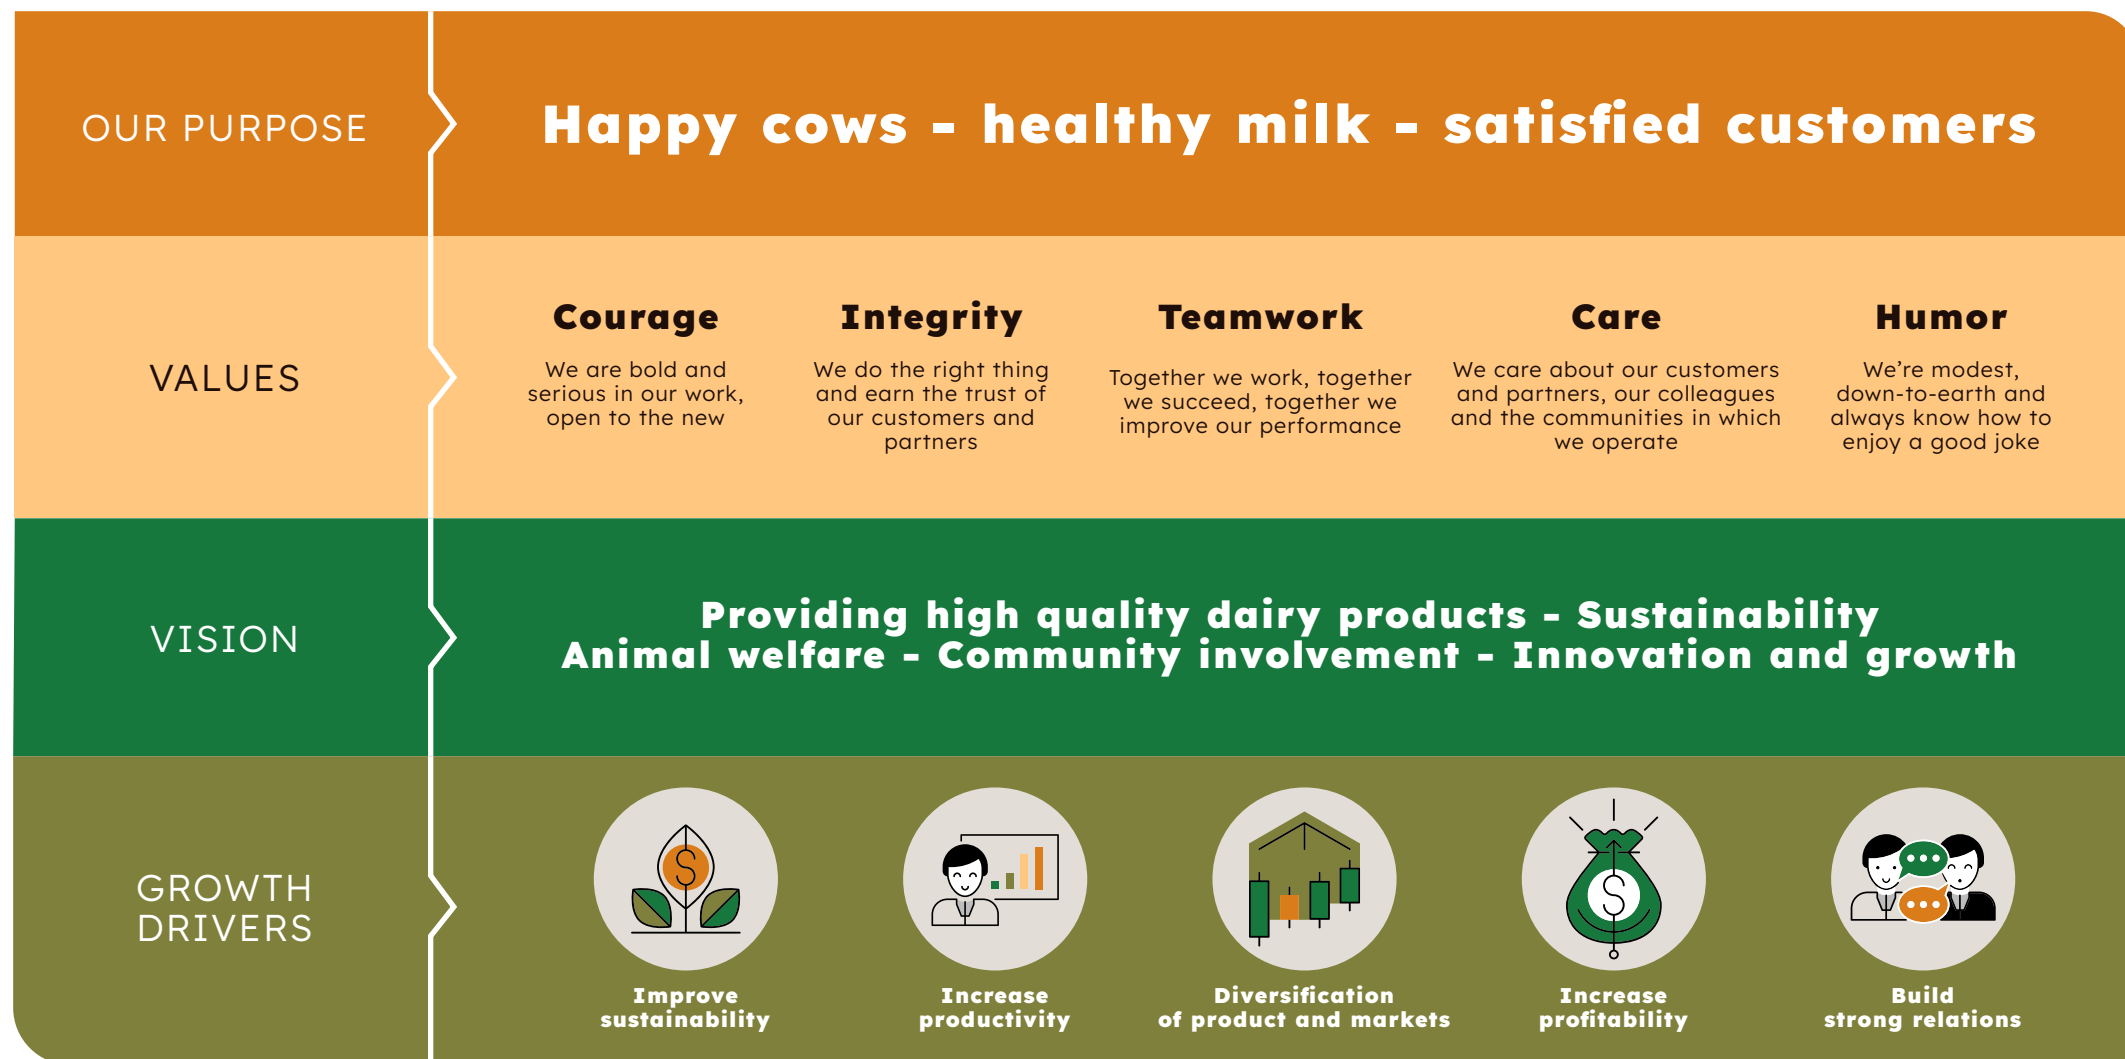 OUR PURPOSE
Happy cows - healthy milk - satisfied customers
VALUES
Courage
We are bold and
serious in our work,
open to the new
Integrity
We do the right thing
and earn the trust of
our customers and
partners
Teamwork
Together we work, together
we succeed, together we
improve our performance
Care
We care about our customers
and partners, our colleagues
and the communities in which
we operate
Humor
We’re modest,
down-to-earth and
always know how to
enjoy a good joke
VISION
Providing high quality dairy products - Sustainability
Animal welfare - Community involvement - Innovation and growth
GROWTH
DRIVERS
$
Improve
sustainability
Increase
productivity
Diversification
of product and markets
$
Increase
profitability
Build
strong relations